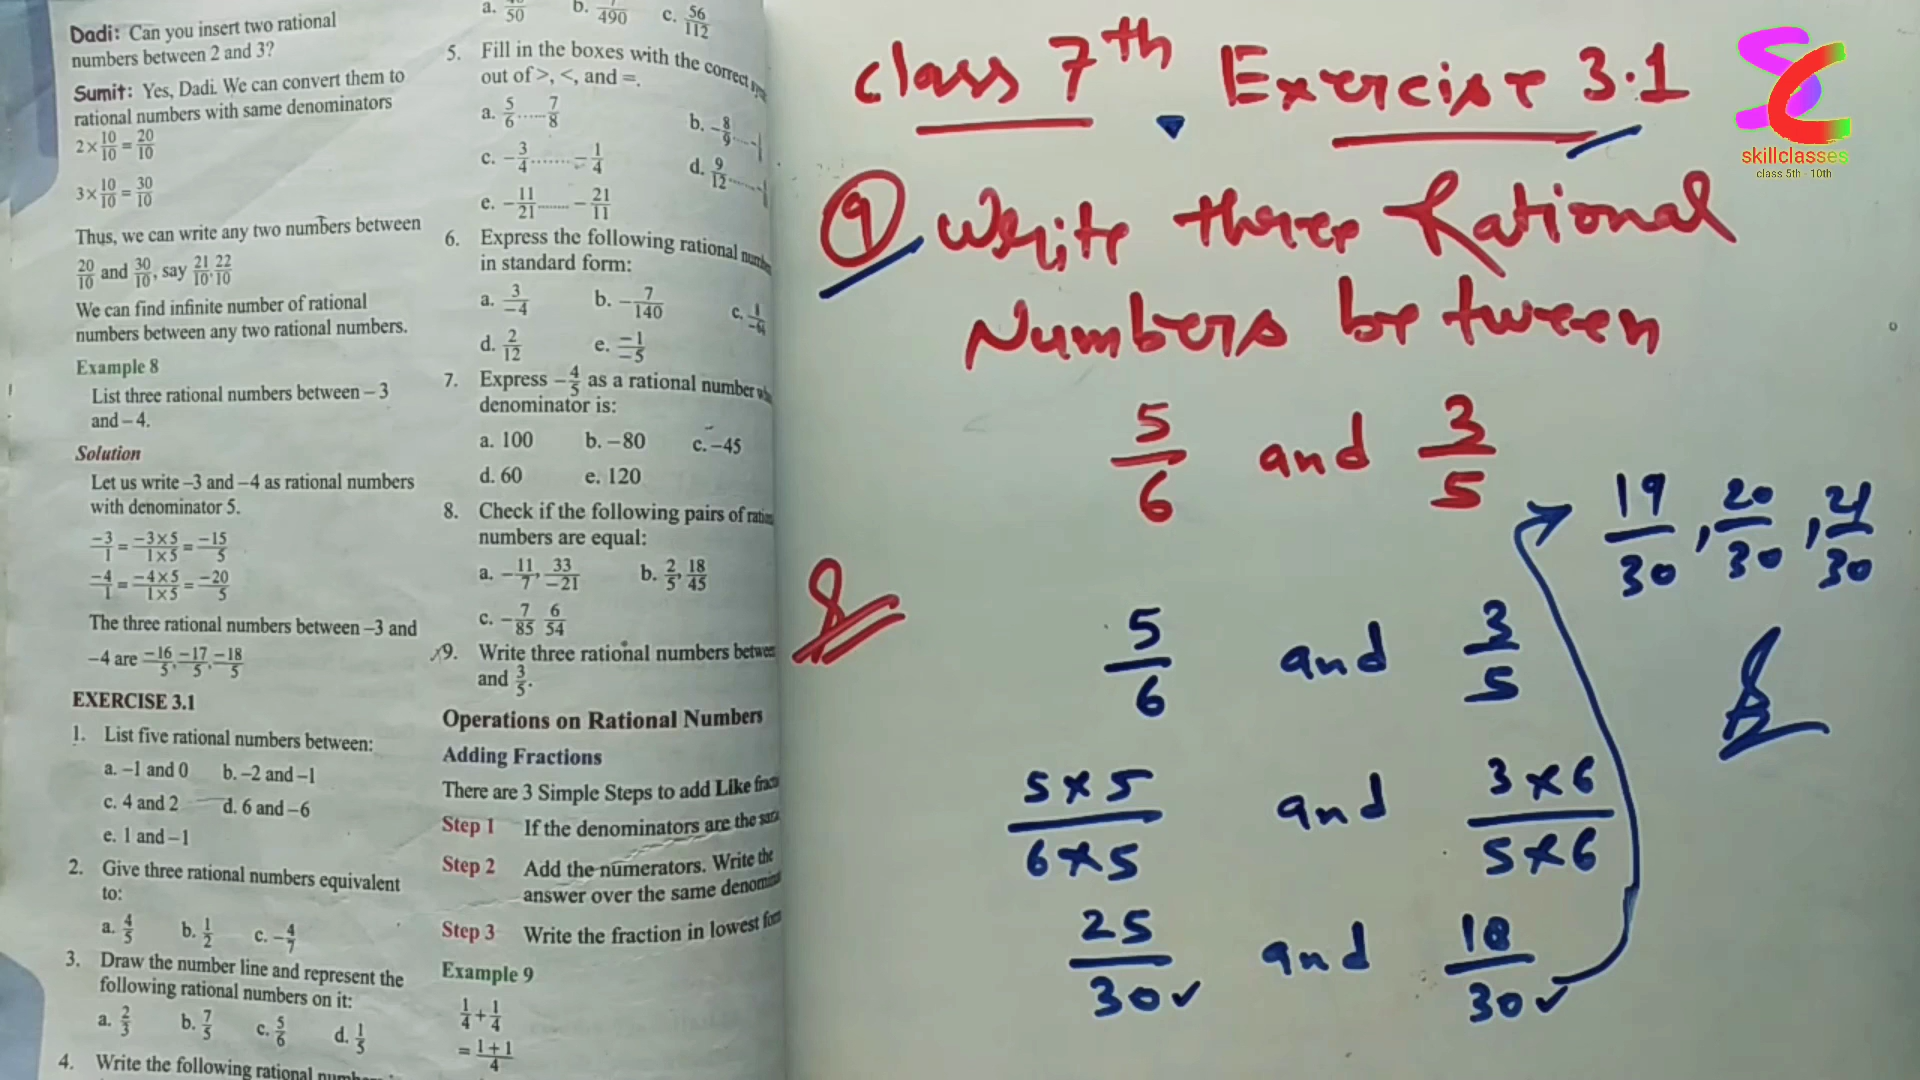 Dadi: Can you insert two rational
numbers between 2 and 3?
Sumit: Yes, Dadi. We can convert them to
rational numbers with same denominators
2 × 10/10 = 20/10
3 × 10/10 = 30/10
Thus, we can write any two numbers between
20/10 and 30/10, say 21/10, 22/10
We can find infinite number of rational
numbers between any two rational numbers.
Example 8
List three rational numbers between – 3
and – 4.
Solution
Let us write –3 and –4 as rational numbers
with denominator 5.
-3/1 = -3×5/1×5 = -15/5
-4/1 = -4×5/1×5 = -20/5
The three rational numbers between –3 and
-4 are -16/5, -17/5, -18/5
EXERCISE 3.1
1. List five rational numbers between:
a. –1 and 0 b. –2 and –1
c. 4 and 2 d. 6 and –6
e. 1 and –1
2. Give three rational numbers equivalent
to:
a. 4/5 b. 1/2 c. -4/7
3. Draw the number line and represent the
following rational numbers on it:
a. 2/3 b. 7/5 c. 5/6 d. 1/5
4. Write the following rational
a. /50 b. /490 c. 56/112
5. Fill in the boxes with the correct
out of >, <, and =.
a. 5/6 ...... 7/8 b. -8/9 ......
c. -3/4 ....... -1/4 d. 9/12 ......
e. -11/21 ........ -21/11
6. Express the following rational
in standard form:
a. 3/-4 b. -7/140 c.
d. 2/12 e. -1/-5
7. Express -4/5 as a rational number
denominator is:
a. 100 b. –80 c. –45
d. 60 e. 120
8. Check if the following pairs of
numbers are equal:
a. -11/7, 33/-21 b. 2/5, 18/45
c. -7/85 6/54
9. Write three rational numbers
and 3/5.
Operations on Rational Numbers
Adding Fractions
There are 3 Simple Steps to add Like
Step 1 If the denominators are the
Step 2 Add the numerators. Write the
answer over the same
Step 3 Write the fraction in lowest
Example 9
1/4 + 1/4
= 1+1/4
Class 7th Exercise 3.1
9 Write three Rational
Numbers between
5/6 and 3/5
5/6 and 3/5
5×5/6×5 and 3×6/5×6
25/30 and 18/30
19/30, 20/30, 21/30
skillclasses
class 5th - 10th